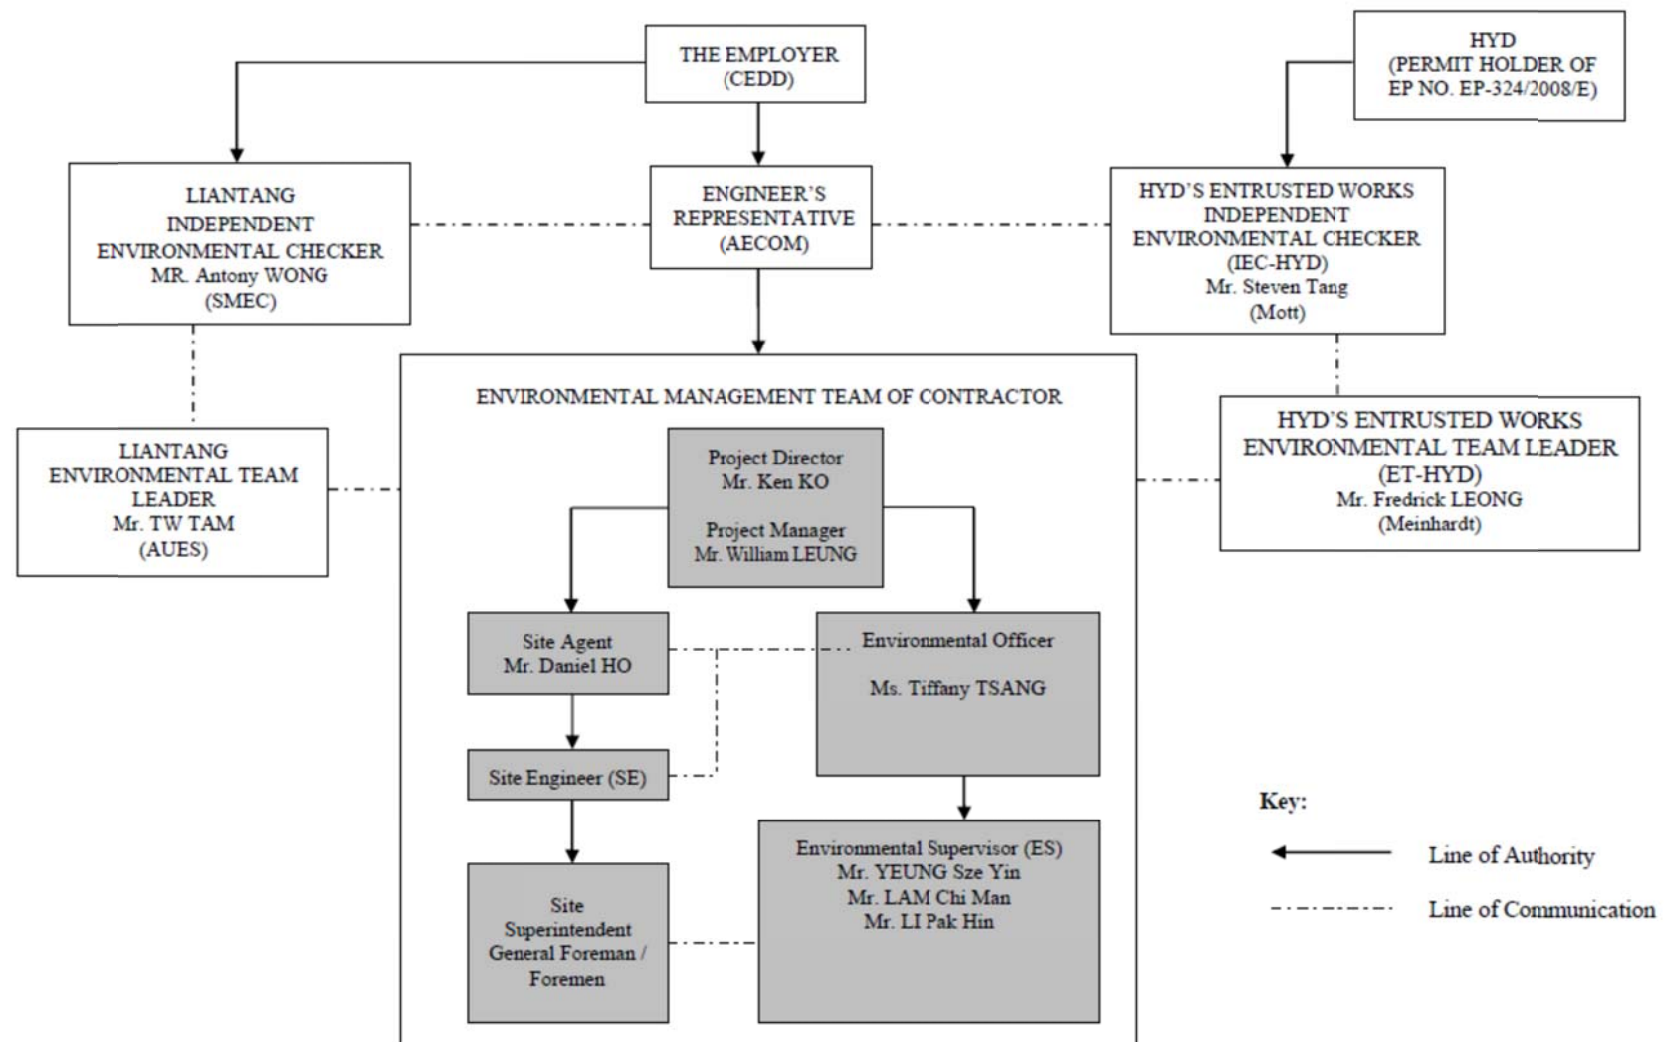 THE EMPLOYER
(CEDD)
HYD
(PERMIT HOLDER OF
EP NO. EP-324/2008/E)
LIANTANG
INDEPENDENT
ENVIRONMENTAL CHECKER
MR. Antony WONG
(SMEC)
ENGINEER'S
REPRESENTATIVE
(AECOM)
HYD'S ENTRUSTED WORKS
INDEPENDENT
ENVIRONMENTAL CHECKER
(IEC-HYD)
Mr. Steven Tang
(Mott)
ENVIRONMENTAL MANAGEMENT TEAM OF CONTRACTOR
LIANTANG
ENVIRONMENTAL TEAM
LEADER
Mr. TW TAM
(AUES)
Project Director
Mr. Ken KO
Project Manager
Mr. William LEUNG
HYD'S ENTRUSTED WORKS
ENVIRONMENTAL TEAM LEADER
(ET-HYD)
Mr. Fredrick LEONG
(Meinhardt)
Site Agent
Mr. Daniel HO
Environmental Officer
Ms. Tiffany TSANG
Site Engineer (SE)
Environmental Supervisor (ES)
Mr. YEUNG Sze Yin
Mr. LAM Chi Man
Mr. LI Pak Hin
Site
Superintendent
General Foreman /
Foremen
Key:
Line of Authority
Line of Communication